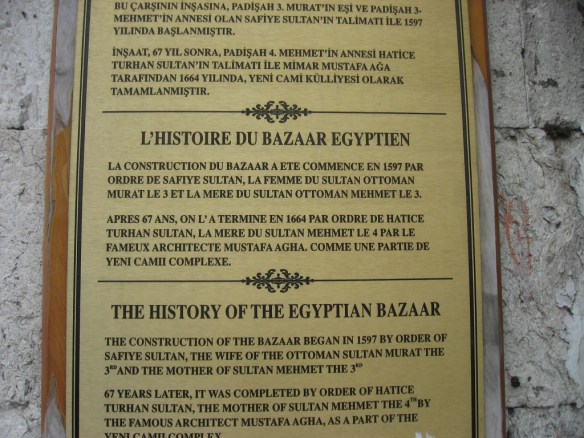 BU ÇARŞININ İNŞASINA, PADİŞAH 3. MURAT'IN EŞİ VE PADİŞAH 3-
MEHMET'İN ANNESİ OLAN SAFİYE SULTAN'IN TALİMATI İLE 1597
YILINDA BAŞLANMIŞTIR.
İNŞAAT, 67 YIL SONRA, PADİŞAH 4. MEHMET'İN ANNESİ HATİCE
TURHAN SULTAN'IN TALİMATI İLE MİMAR MUSTAFA AĞA
TARAFINDAN 1664 YILINDA, YENİ CAMİ KÜLLİYESİ OLARAK
TAMAMLANMIŞTIR.
L'HISTOIRE DU BAZAAR EGYPTIEN
LA CONSTRUCTION DU BAZAAR A ETE COMMENCE EN 1597 PAR
ORDRE DE SAFIYE SULTAN, LA FEMME DU SULTAN OTTOMAN
MURAT LE 3 ET LA MERE DU SULTAN OTTOMAN MEHMET LE 3.
APRES 67 ANS, ON L' A TERMINE EN 1664 PAR ORDRE DE HATICE
TURHAN SULTAN, LA MERE DU SULTAN MEHMET LE 4 PAR LE
FAMEUX ARCHITECTE MUSTAFA AGHA. COMME UNE PARTIE DE
YENI CAMII COMPLEXE.
THE HISTORY OF THE EGYPTIAN BAZAAR
THE CONSTRUCTION OF THE BAZAAR BEGAN IN 1597 BY ORDER OF
SAFIYE SULTAN, THE WIFE OF THE OTTOMAN SULTAN MURAT THE
3RD AND THE MOTHER OF SULTAN MEHMET THE 3RD
67 YEARS LATER, IT WAS COMPLETED BY ORDER OF HATICE
TURHAN SULTAN, THE MOTHER OF SULTAN MEHMET THE 4TH BY
THE FAMOUS ARCHITECT MUSTAFA AGHA, AS A PART OF THE
YENI CAMII COMPLEX